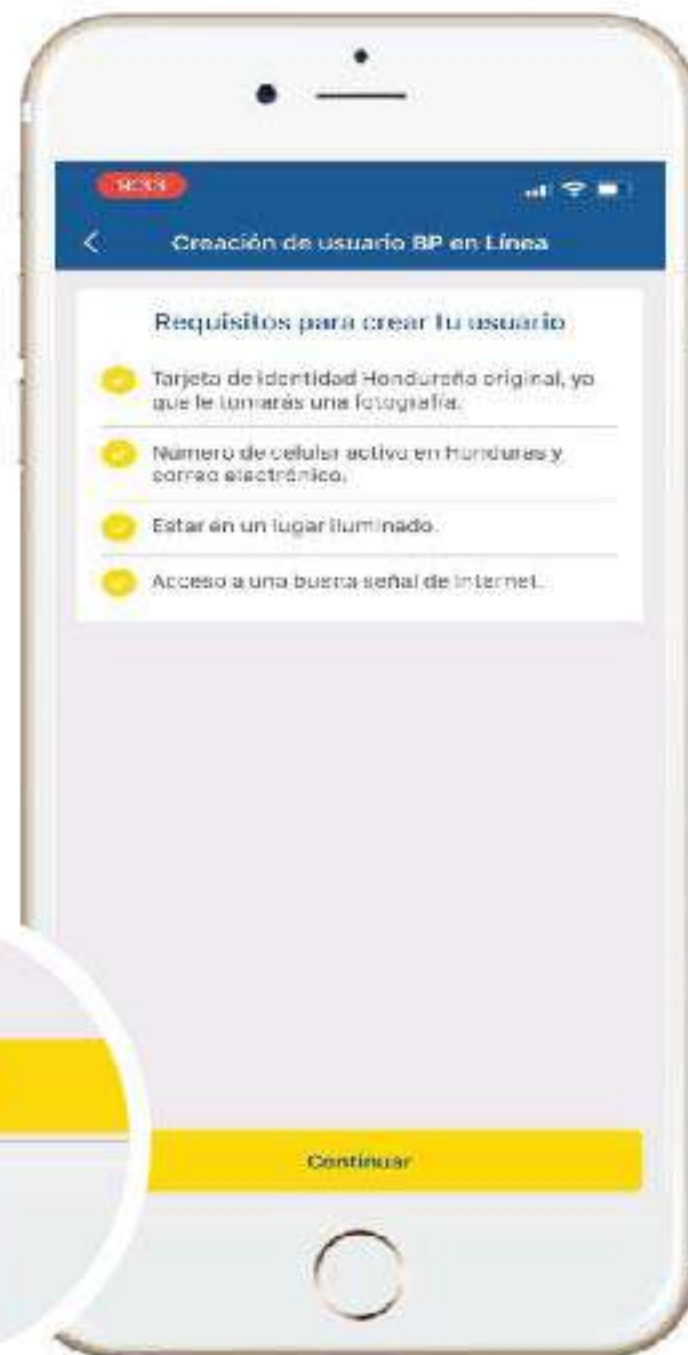 9:33
Creación de usuario BP en Línea
Requisitos para crear tu usuario
Tarjeta de identidad Hondureña original, ya
que le tomarás una fotografía.
Número de celular activo en Honduras y
correo electrónico.
Estar en un lugar iluminado.
Acceso a una buena señal de Internet.
Continuar